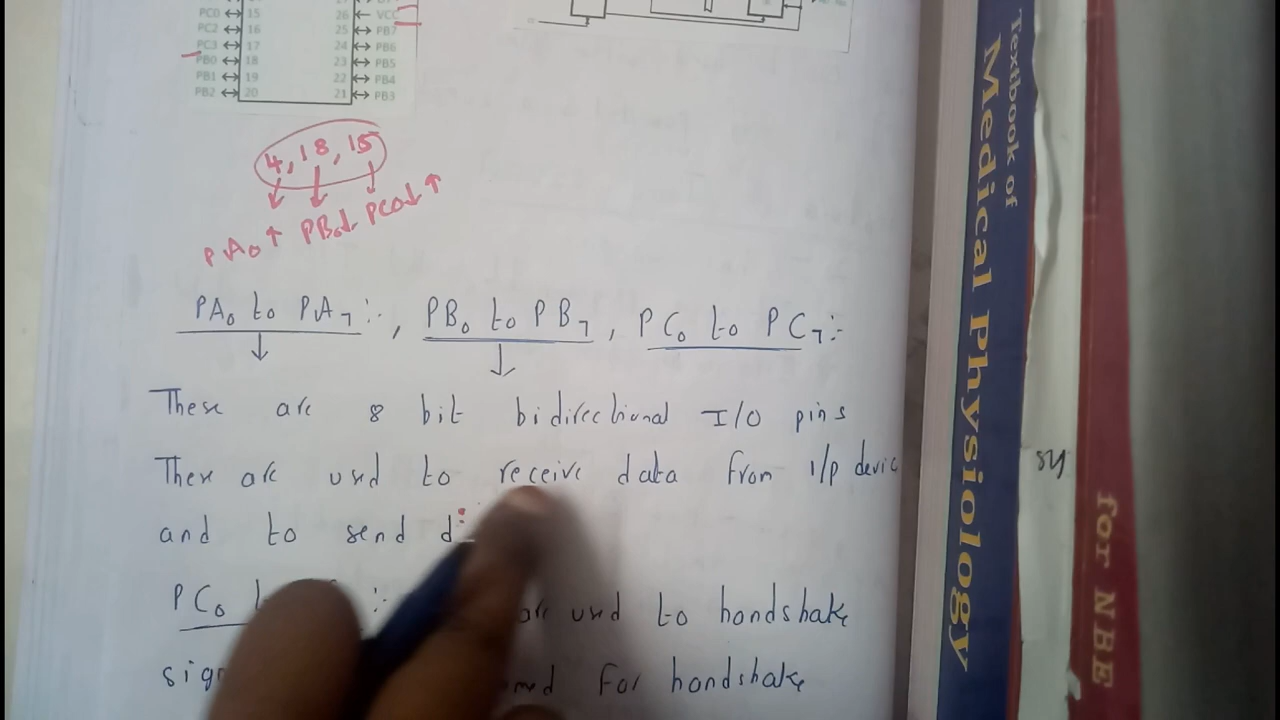 PC0 15 26 VCC
PC2 16 25 PB7
PC3 17 24 PB6
PB0 18 23 PB5
PB1 19 22 PB4
PB2 20 21 PB3
4, 18, 15
PA0 ↑ PB0↓ PC0↓ ↑
PA0 to PA7 :- , PB0 to PB7 , PC0 to PC7 :-
These are 8 bit bidirectional I/O pins
These are used to receive data from i/p devic
and to send d
PC0 :- are used to handshake
for handshake
Textbook of
Medical Physiology
for NBE